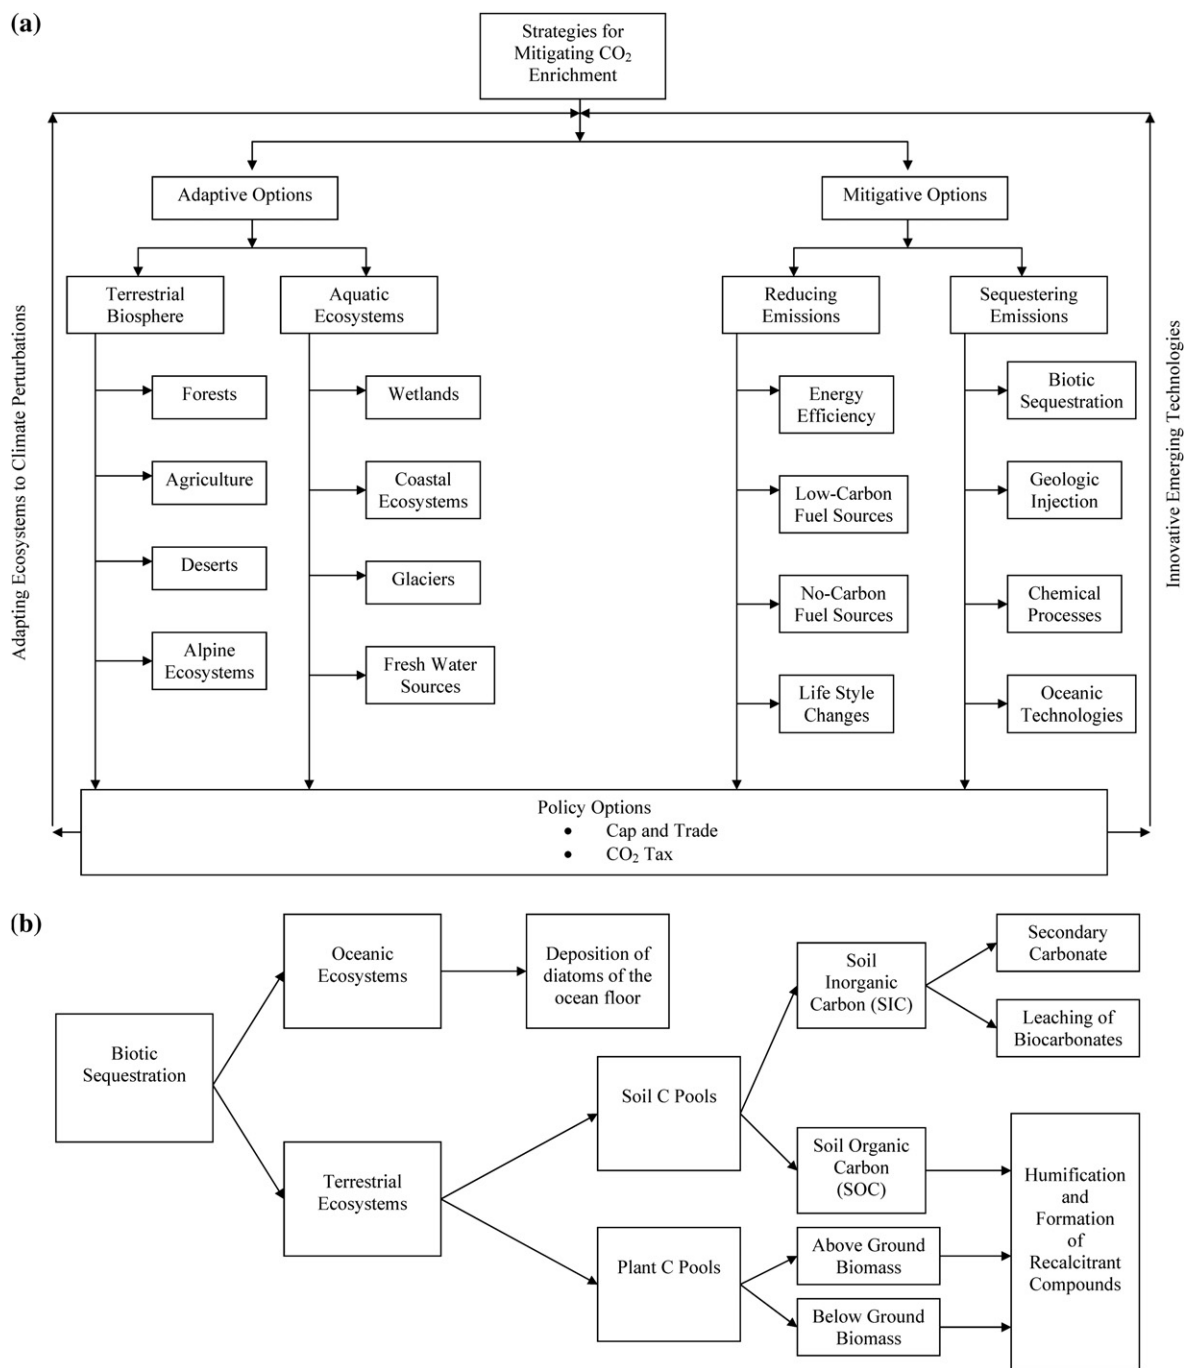 (a)
Strategies for
Mitigating CO₂
Enrichment
Adaptive Options
Mitigative Options
Terrestrial
Biosphere
Aquatic
Ecosystems
Reducing
Emissions
Sequestering
Emissions
Forests
Agriculture
Deserts
Alpine
Ecosystems
Wetlands
Coastal
Ecosystems
Glaciers
Fresh Water
Sources
Energy
Efficiency
Low-Carbon
Fuel Sources
No-Carbon
Fuel Sources
Life Style
Changes
Biotic
Sequestration
Geologic
Injection
Chemical
Processes
Oceanic
Technologies
Adapting Ecosystems to Climate Perturbations
Innovative Emerging Technologies
Policy Options
• Cap and Trade
• CO₂ Tax
(b)
Biotic
Sequestration
Oceanic
Ecosystems
Deposition of
diatoms of the
ocean floor
Terrestrial
Ecosystems
Soil C Pools
Plant C Pools
Soil
Inorganic
Carbon (SIC)
Secondary
Carbonate
Leaching of
Biocarbonates
Soil Organic
Carbon
(SOC)
Above Ground
Biomass
Below Ground
Biomass
Humification
and
Formation
of
Recalcitrant
Compounds